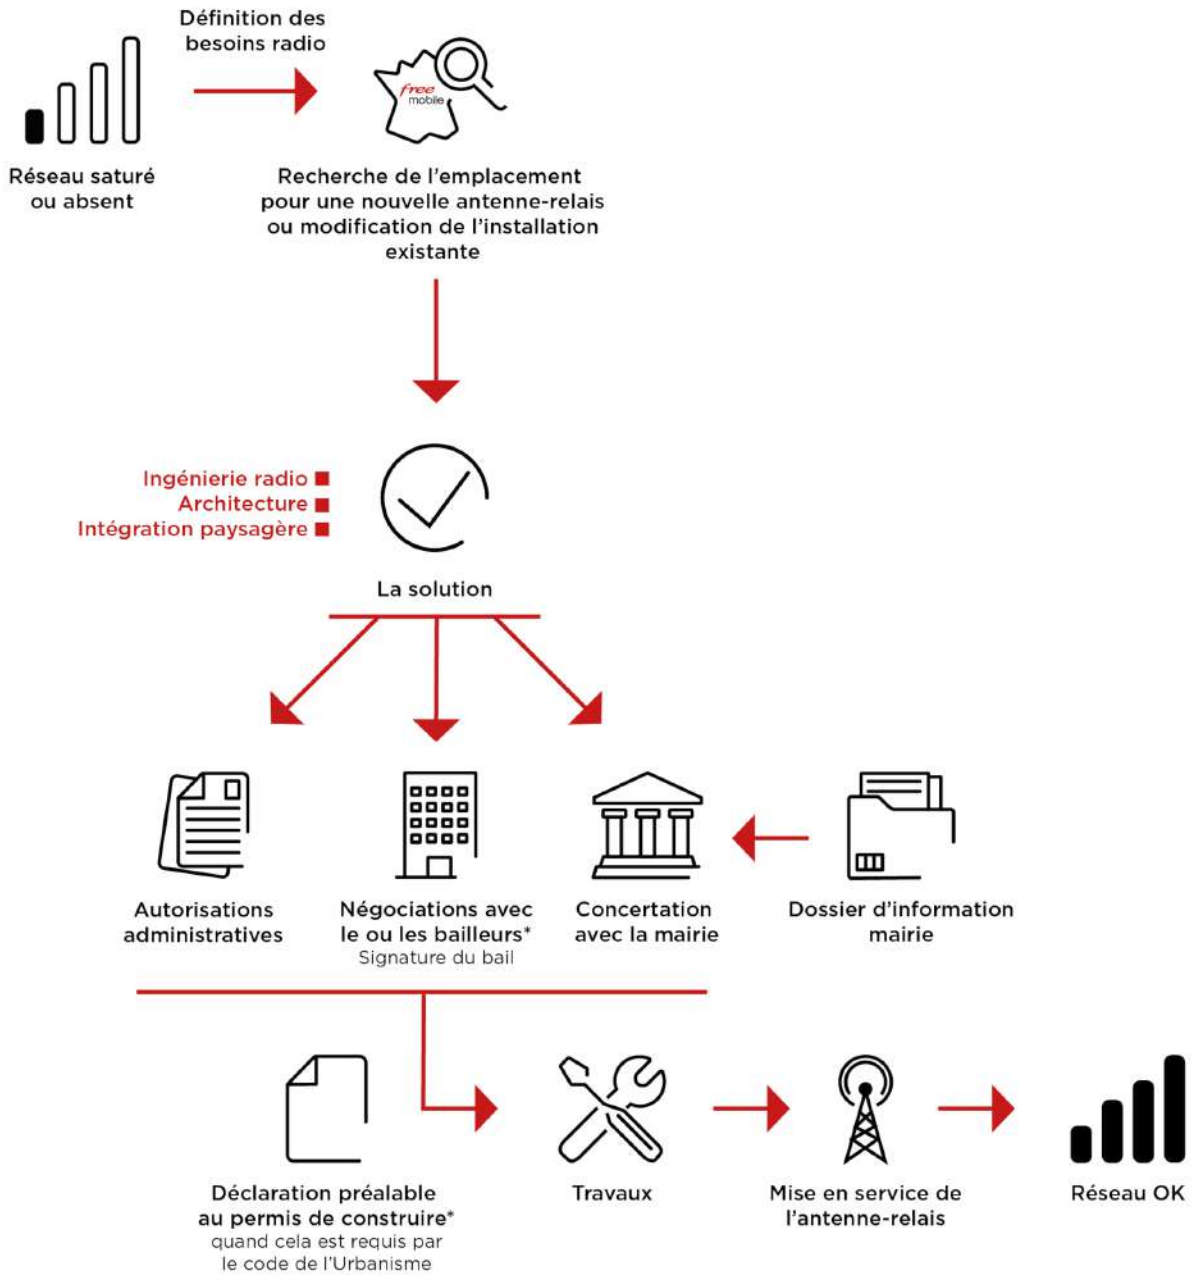 Définition des
besoins radio
free
mobile
Réseau saturé
ou absent
Recherche de l'emplacement
pour une nouvelle antenne-relais
ou modification de l'installation
existante
Ingénierie radio
Architecture
Intégration paysagère
La solution
Autorisations
administratives
Négociations avec
le ou les bailleurs*
Signature du bail
Concertation
avec la mairie
Dossier d'information
mairie
Déclaration préalable
au permis de construire*
quand cela est requis par
le code de l'Urbanisme
Travaux
Mise en service de
l'antenne-relais
Réseau OK